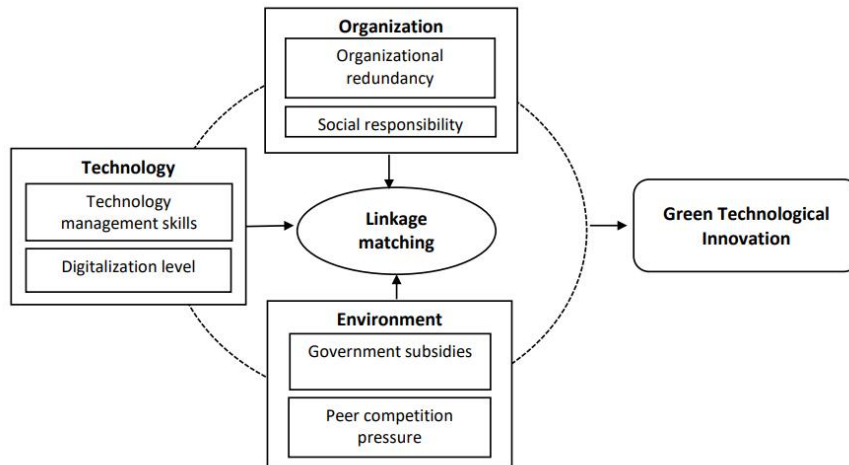 Organization
Organizational
redundancy
Social responsibility
Technology
Technology
management skills
Digitalization level
Linkage
matching
Green Technological
Innovation
Environment
Government subsidies
Peer competition
pressure